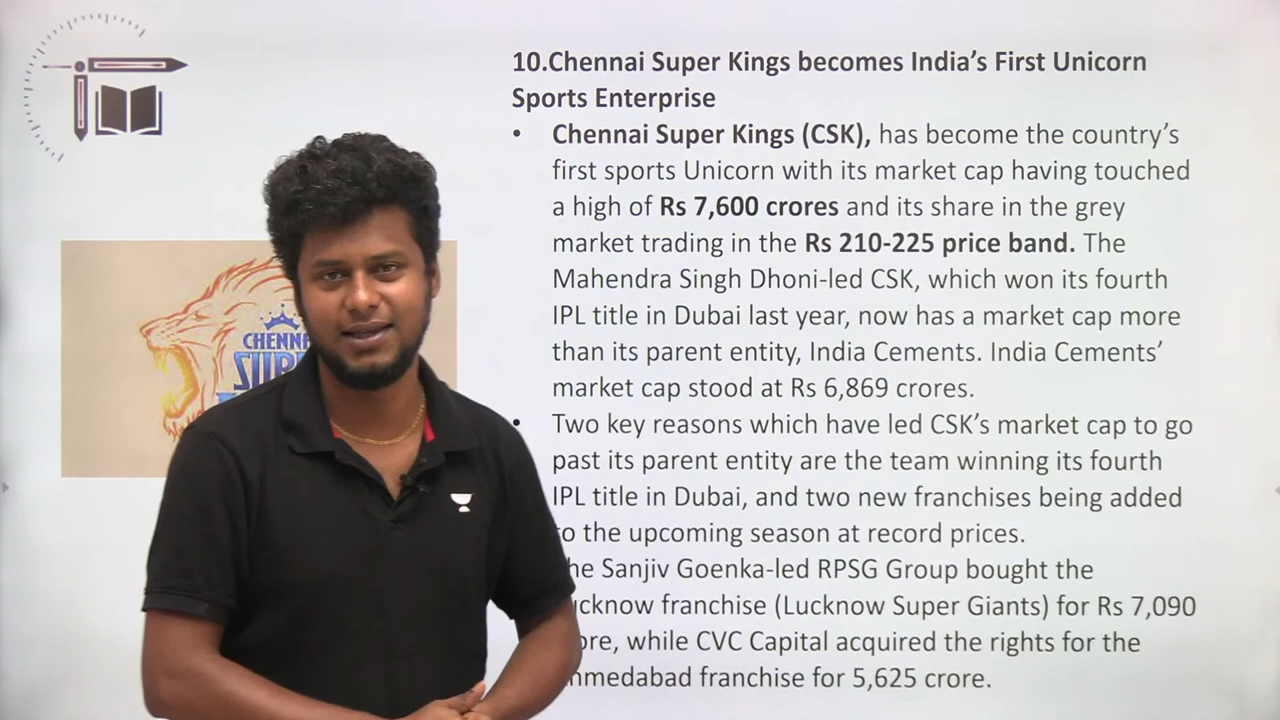 10.Chennai Super Kings becomes India’s First Unicorn
Sports Enterprise
• Chennai Super Kings (CSK), has become the country’s
first sports Unicorn with its market cap having touched
a high of Rs 7,600 crores and its share in the grey
market trading in the Rs 210-225 price band. The
Mahendra Singh Dhoni-led CSK, which won its fourth
IPL title in Dubai last year, now has a market cap more
than its parent entity, India Cements. India Cements’
market cap stood at Rs 6,869 crores.
• Two key reasons which have led CSK’s market cap to go
past its parent entity are the team winning its fourth
IPL title in Dubai, and two new franchises being added
to the upcoming season at record prices.
Sanjiv Goenka-led RPSG Group bought the
franchise (Lucknow Super Giants) for Rs 7,090
while CVC Capital acquired the rights for the
franchise for 5,625 crore.